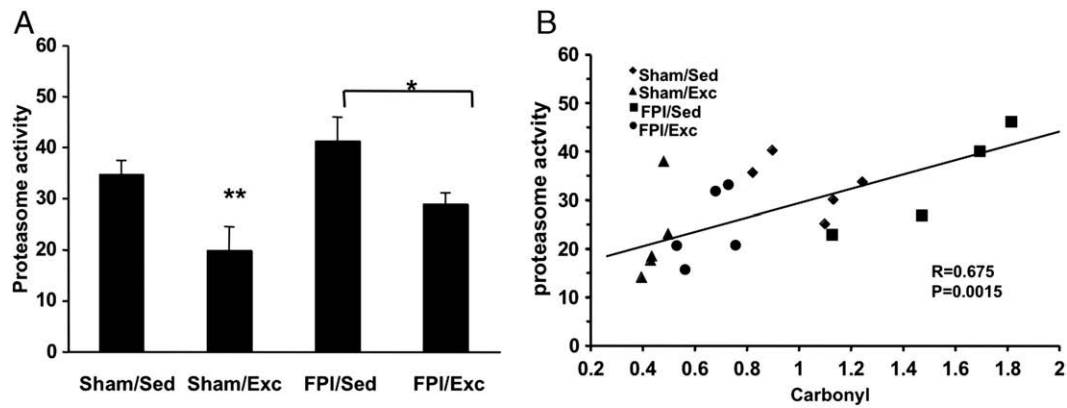 A
Proteasome activity
60
50
40
30
20
10
0
**
*
Sham/Sed Sham/Exc FPI/Sed FPI/Exc
B
proteasome actvity
60
50
40
30
20
10
0
Sham/Sed
Sham/Exc
FPI/Sed
FPI/Exc
R=0.675
P=0.0015
0.2 0.4 0.6 0.8 1 1.2 1.4 1.6 1.8 2
Carbonyl